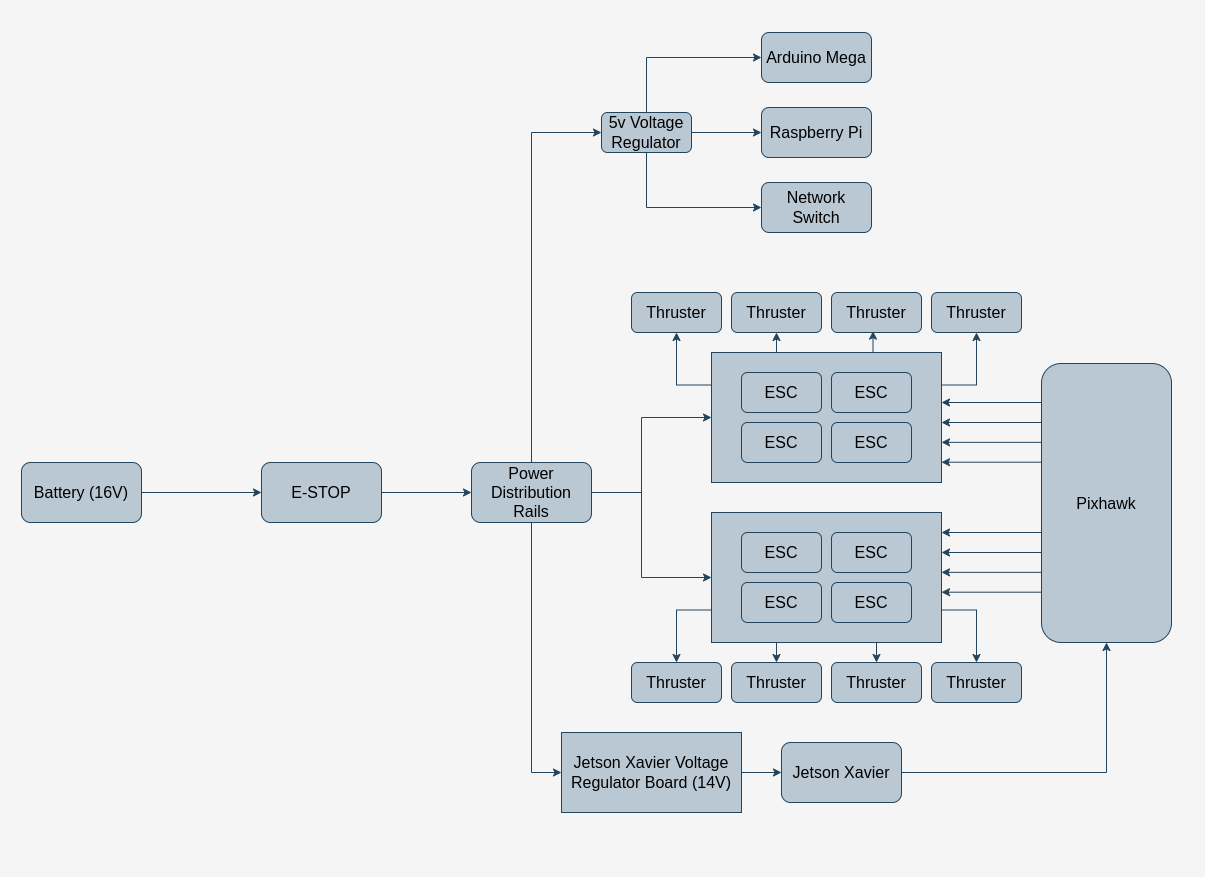 Arduino Mega
5v Voltage
Regulator
Raspberry Pi
Network
Switch
Thruster
Thruster
Thruster
Thruster
ESC
ESC
ESC
ESC
Battery (16V)
E-STOP
Power
Distribution
Rails
Pixhawk
ESC
ESC
ESC
ESC
Thruster
Thruster
Thruster
Thruster
Jetson Xavier Voltage
Regulator Board (14V)
Jetson Xavier